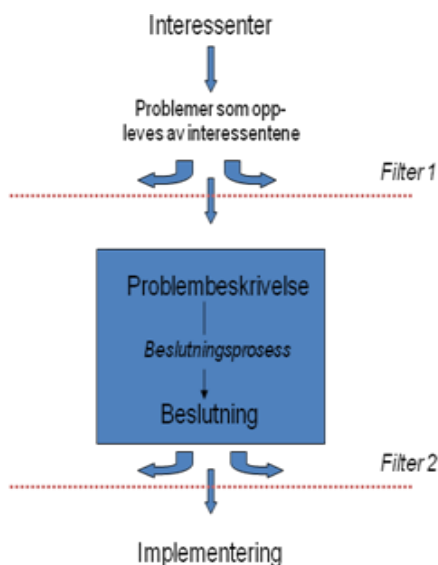 Interessenter
Problemer som opp-
leves av interessentene
Filter 1
Problembeskrivelse
Beslutningsprosess
Beslutning
Filter 2
Implementering